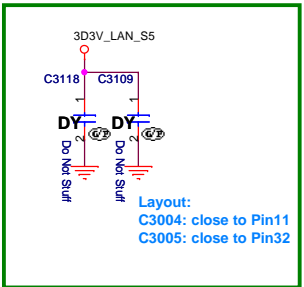 3D3V_LAN_S5
C3118 C3109
1 1
DY DY
G/P G/P
2 2
Do Not Stuff Do Not Stuff
Layout:
C3004: close to Pin11
C3005: close to Pin32